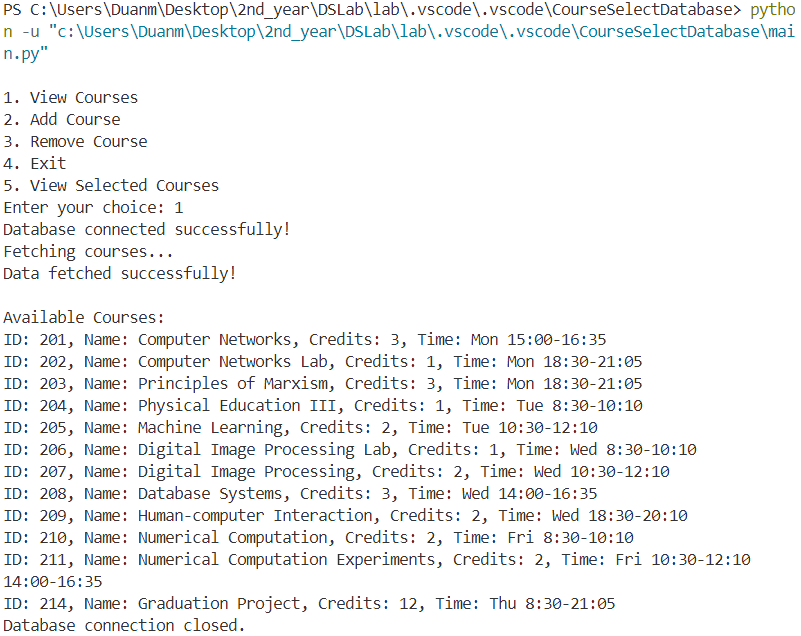 PS C:\Users\Duanm\Desktop\2nd_year\DSLab\lab\.vscode\.vscode\CourseSelectDatabase> pytho
n -u "c:\Users\Duanm\Desktop\2nd_year\DSLab\lab\.vscode\.vscode\CourseSelectDatabase\mai
n.py"
1. View Courses
2. Add Course
3. Remove Course
4. Exit
5. View Selected Courses
Enter your choice: 1
Database connected successfully!
Fetching courses...
Data fetched successfully!
Available Courses:
ID: 201, Name: Computer Networks, Credits: 3, Time: Mon 15:00-16:35
ID: 202, Name: Computer Networks Lab, Credits: 1, Time: Mon 18:30-21:05
ID: 203, Name: Principles of Marxism, Credits: 3, Time: Mon 18:30-21:05
ID: 204, Name: Physical Education III, Credits: 1, Time: Tue 8:30-10:10
ID: 205, Name: Machine Learning, Credits: 2, Time: Tue 10:30-12:10
ID: 206, Name: Digital Image Processing Lab, Credits: 1, Time: Wed 8:30-10:10
ID: 207, Name: Digital Image Processing, Credits: 2, Time: Wed 10:30-12:10
ID: 208, Name: Database Systems, Credits: 3, Time: Wed 14:00-16:35
ID: 209, Name: Human-computer Interaction, Credits: 2, Time: Wed 18:30-20:10
ID: 210, Name: Numerical Computation, Credits: 2, Time: Fri 8:30-10:10
ID: 211, Name: Numerical Computation Experiments, Credits: 2, Time: Fri 10:30-12:10
14:00-16:35
ID: 214, Name: Graduation Project, Credits: 12, Time: Thu 8:30-21:05
Database connection closed.